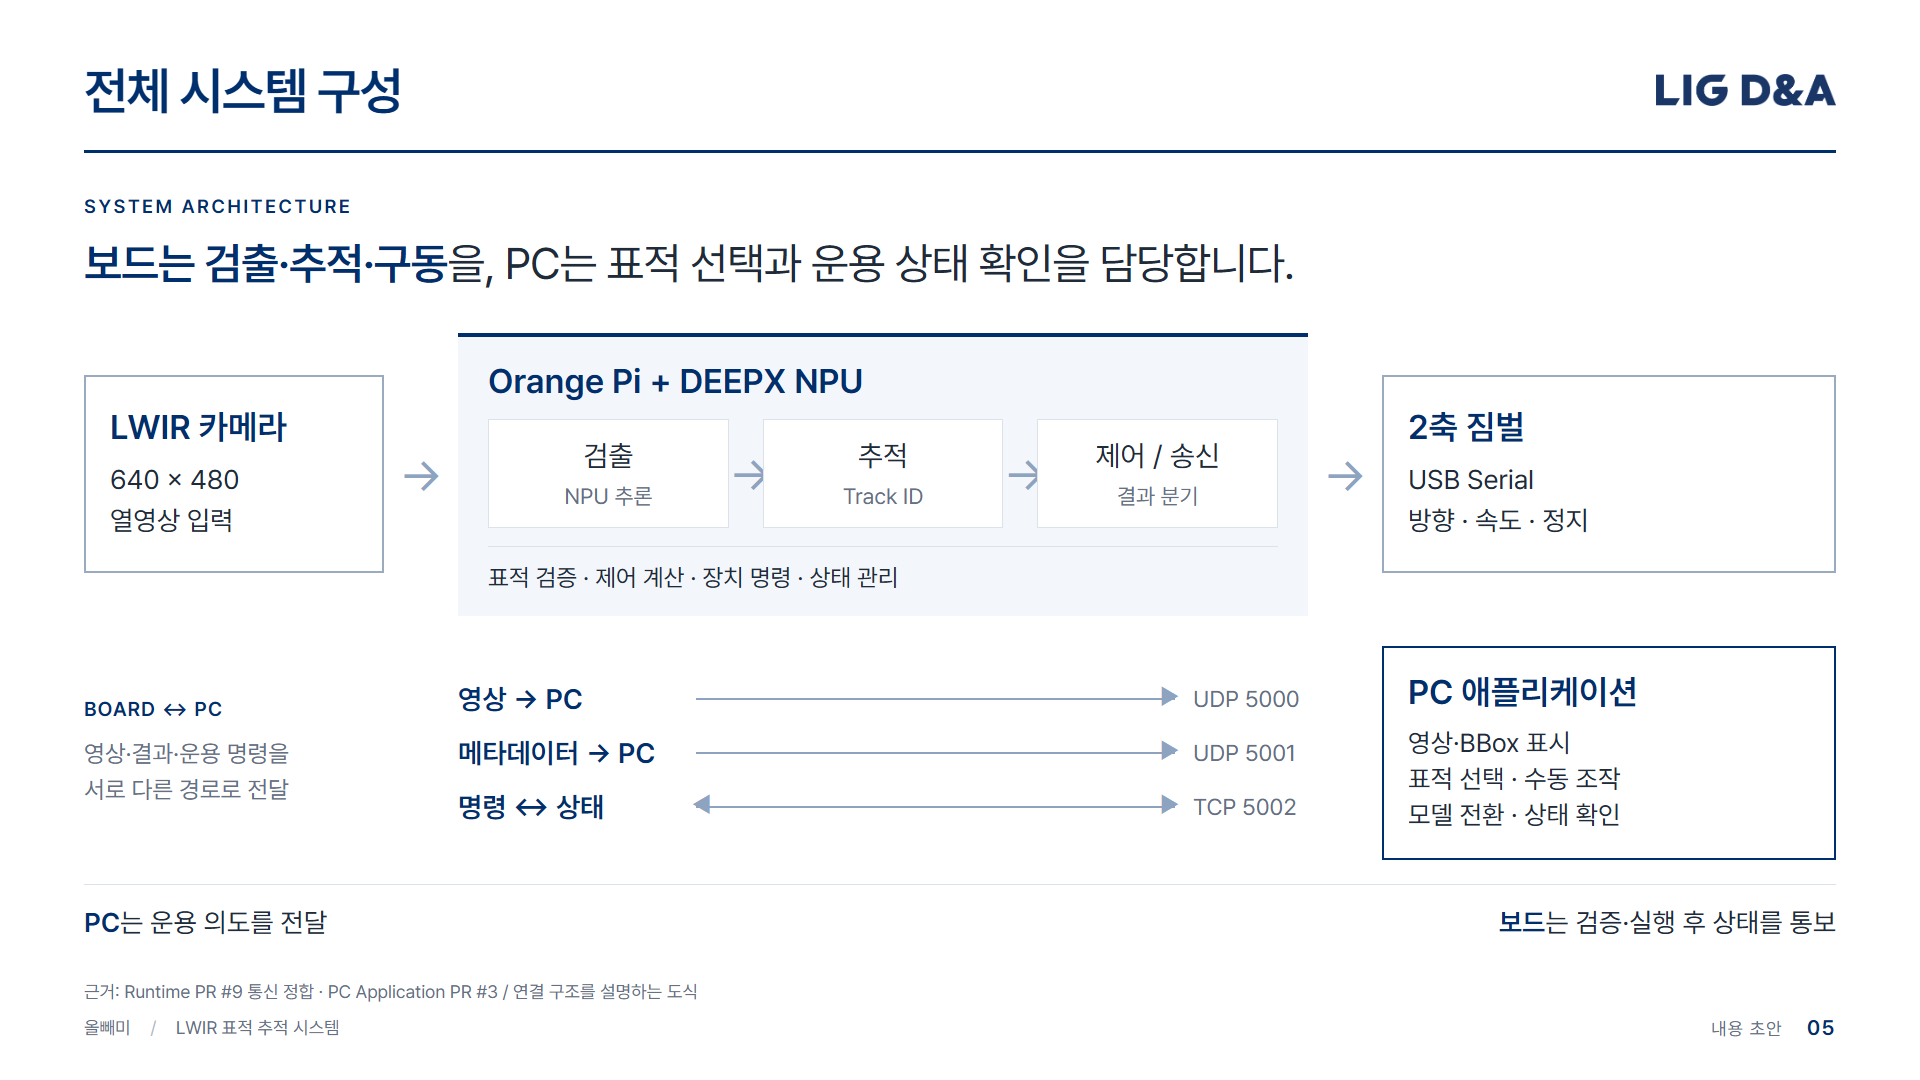 전체 시스템 구성
LIG D&A
SYSTEM ARCHITECTURE
보드는 검출·추적·구동을, PC는 표적 선택과 운용 상태 확인을 담당합니다.
LWIR 카메라
640 × 480
열영상 입력
→
Orange Pi + DEEPX NPU
검출
NPU 추론
→
추적
Track ID
→
제어 / 송신
결과 분기
표적 검증 · 제어 계산 · 장치 명령 · 상태 관리
→
2축 짐벌
USB Serial
방향 · 속도 · 정지
BOARD ↔ PC
영상·결과·운용 명령을
서로 다른 경로로 전달
영상 → PC
UDP 5000
메타데이터 → PC
UDP 5001
명령 ↔ 상태
TCP 5002
PC 애플리케이션
영상·BBox 표시
표적 선택 · 수동 조작
모델 전환 · 상태 확인
PC는 운용 의도를 전달
보드는 검증·실행 후 상태를 통보
근거: Runtime PR #9 통신 정합 · PC Application PR #3 / 연결 구조를 설명하는 도식
올빼미 / LWIR 표적 추적 시스템
내용 초안 05